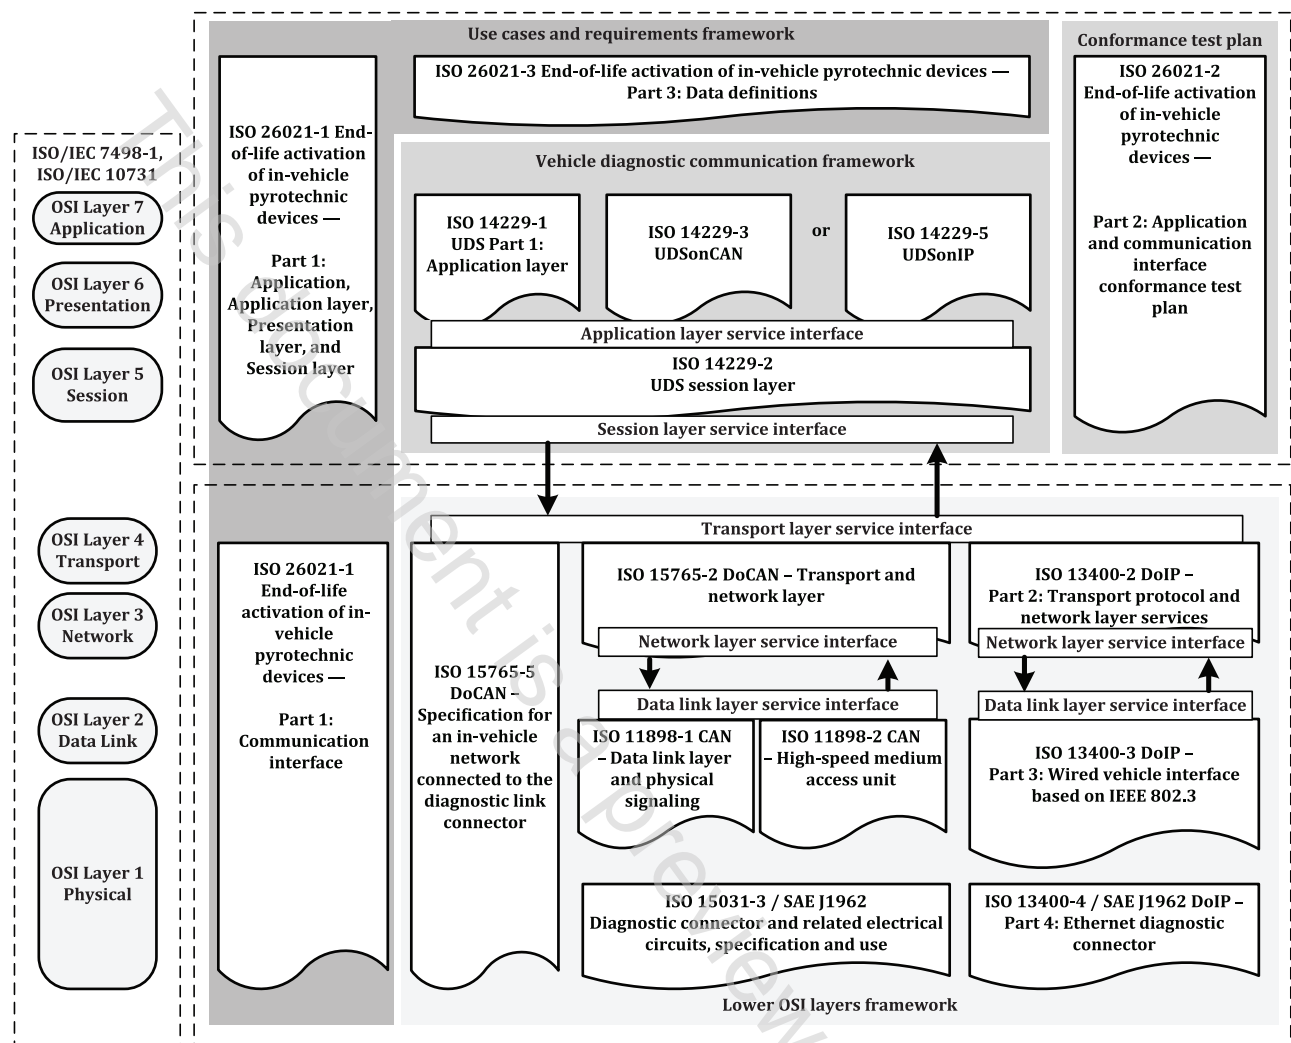 Use cases and requirements framework
Conformance test plan
ISO 26021-3 End-of-life activation of in-vehicle pyrotechnic devices —
Part 3: Data definitions
ISO 26021-2
End-of-life activation
of in-vehicle
pyrotechnic
devices —
Part 2: Application
and communication
interface
conformance test
plan
ISO 26021-1 End-
of-life activation
of in-vehicle
pyrotechnic
devices —
Part 1:
Application,
Application layer,
Presentation
layer, and
Session layer
ISO/IEC 7498-1,
ISO/IEC 10731
OSI Layer 7
Application
OSI Layer 6
Presentation
OSI Layer 5
Session
Vehicle diagnostic communication framework
ISO 14229-1
UDS Part 1:
Application layer
ISO 14229-3
UDSonCAN
or
ISO 14229-5
UDSonIP
Application layer service interface
ISO 14229-2
UDS session layer
Session layer service interface
OSI Layer 4
Transport
OSI Layer 3
Network
OSI Layer 2
Data Link
OSI Layer 1
Physical
ISO 26021-1
End-of-life
activation of in-
vehicle
pyrotechnic
devices —
Part 1:
Communication
interface
Transport layer service interface
ISO 15765-5
DoCAN –
Specification for
an in-vehicle
network
connected to the
diagnostic link
connector
ISO 15765-2 DoCAN – Transport and
network layer
Network layer service interface
Data link layer service interface
ISO 11898-1 CAN
– Data link layer
and physical
signaling
ISO 11898-2 CAN
– High-speed medium
access unit
ISO 13400-2 DoIP –
Part 2: Transport protocol and
network layer services
Network layer service interface
Data link layer service interface
ISO 13400-3 DoIP –
Part 3: Wired vehicle interface
based on IEEE 802.3
ISO 15031-3 / SAE J1962
Diagnostic connector and related electrical
circuits, specification and use
ISO 13400-4 / SAE J1962 DoIP –
Part 4: Ethernet diagnostic
connector
Lower OSI layers framework
This document is a preview